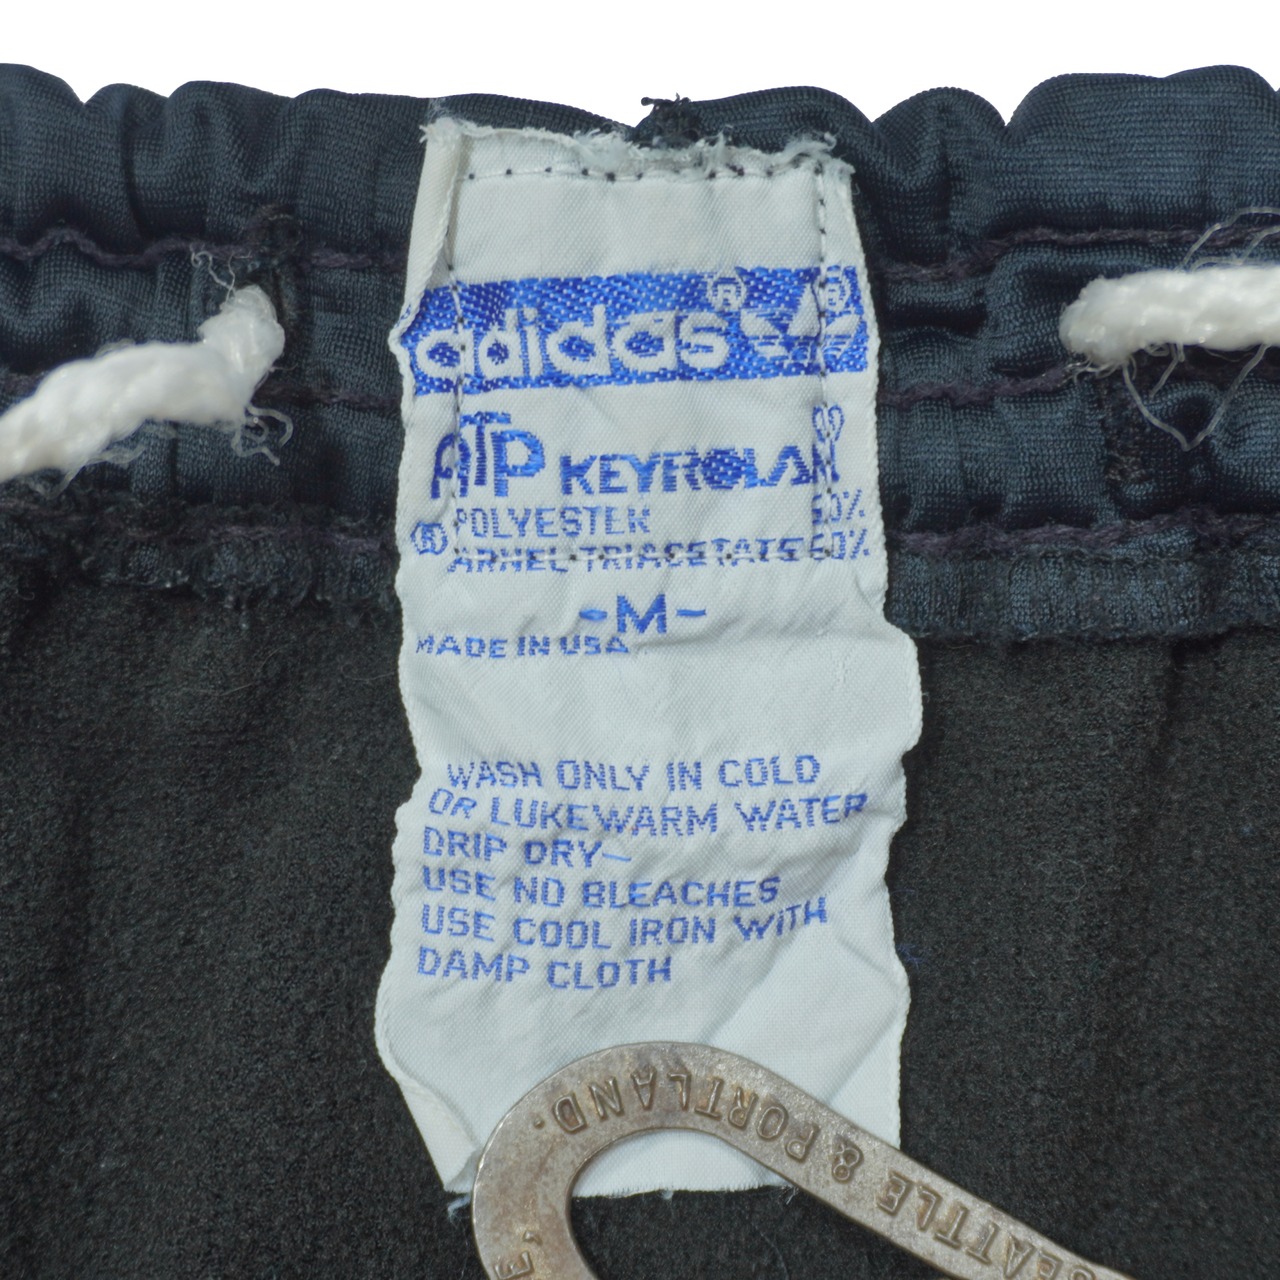 adidas®
®
ATP KEYROLAN
POLYESTER 50%
® ARNEL-TRIACETATE 50%
-M-
MADE IN USA
WASH ONLY IN COLD
OR LUKEWARM WATER
DRIP DRY-
USE NO BLEACHES
USE COOL IRON WITH
DAMP CLOTH
SEATTLE & PORTLAND.